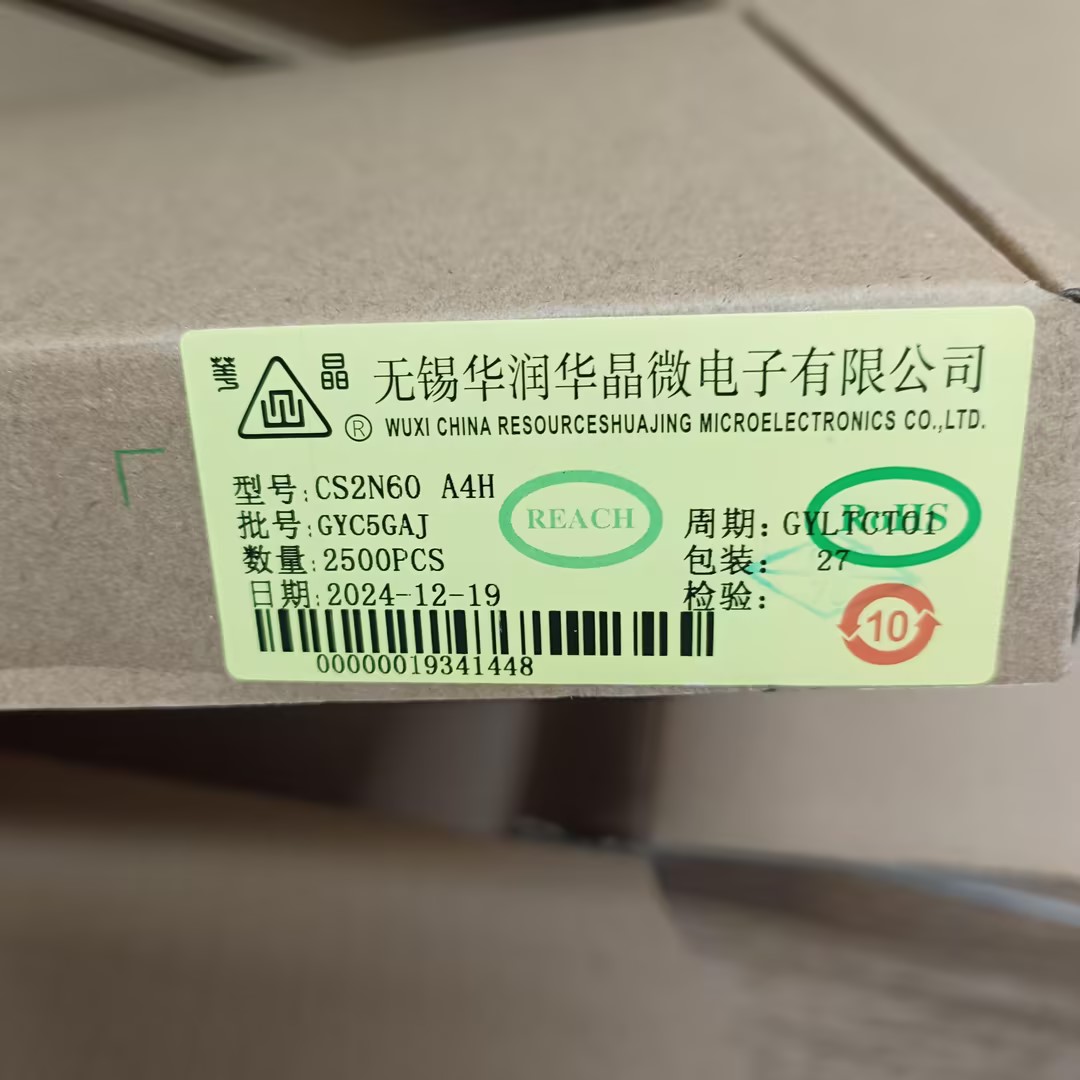 華 晶 无锡华润华晶微电子有限公司
® WUXI CHINA RESOURCESHUAJING MICROELECTRONICS CO.,LTD.
型号:CS2N60 A4H
批号:GYC5GAJ
数量:2500PCS
日期:2024-12-19
00000019341448
REACH
RoHS
周期:GYLTCT01
包装: 27
检验:
10